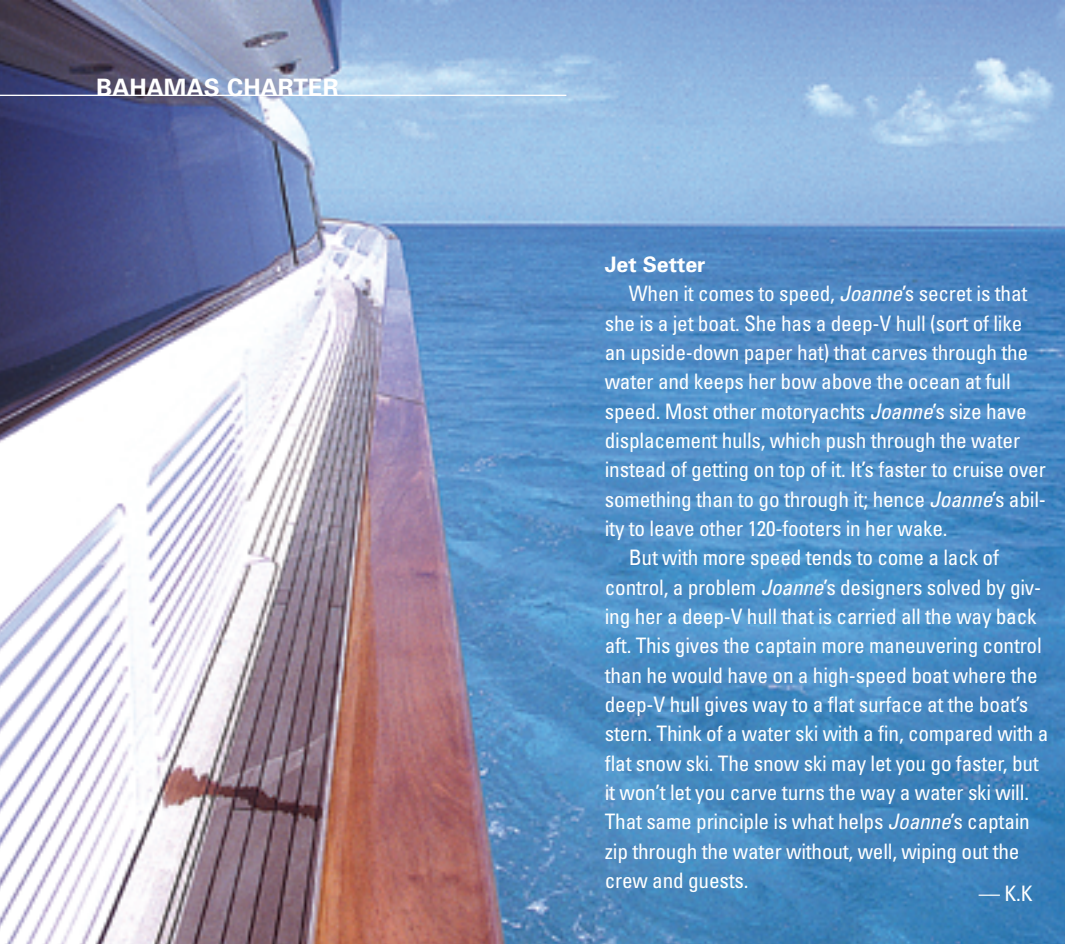 BAHAMAS CHARTER
Jet Setter
When it comes to speed, Joanne's secret is that
she is a jet boat. She has a deep-V hull (sort of like
an upside-down paper hat) that carves through the
water and keeps her bow above the ocean at full
speed. Most other motoryachts Joanne's size have
displacement hulls, which push through the water
instead of getting on top of it. It's faster to cruise over
something than to go through it; hence Joanne's abil-
ity to leave other 120-footers in her wake.
But with more speed tends to come a lack of
control, a problem Joanne's designers solved by giv-
ing her a deep-V hull that is carried all the way back
aft. This gives the captain more maneuvering control
than he would have on a high-speed boat where the
deep-V hull gives way to a flat surface at the boat's
stern. Think of a water ski with a fin, compared with a
flat snow ski. The snow ski may let you go faster, but
it won't let you carve turns the way a water ski will.
That same principle is what helps Joanne's captain
zip through the water without, well, wiping out the
crew and guests.
— K.K